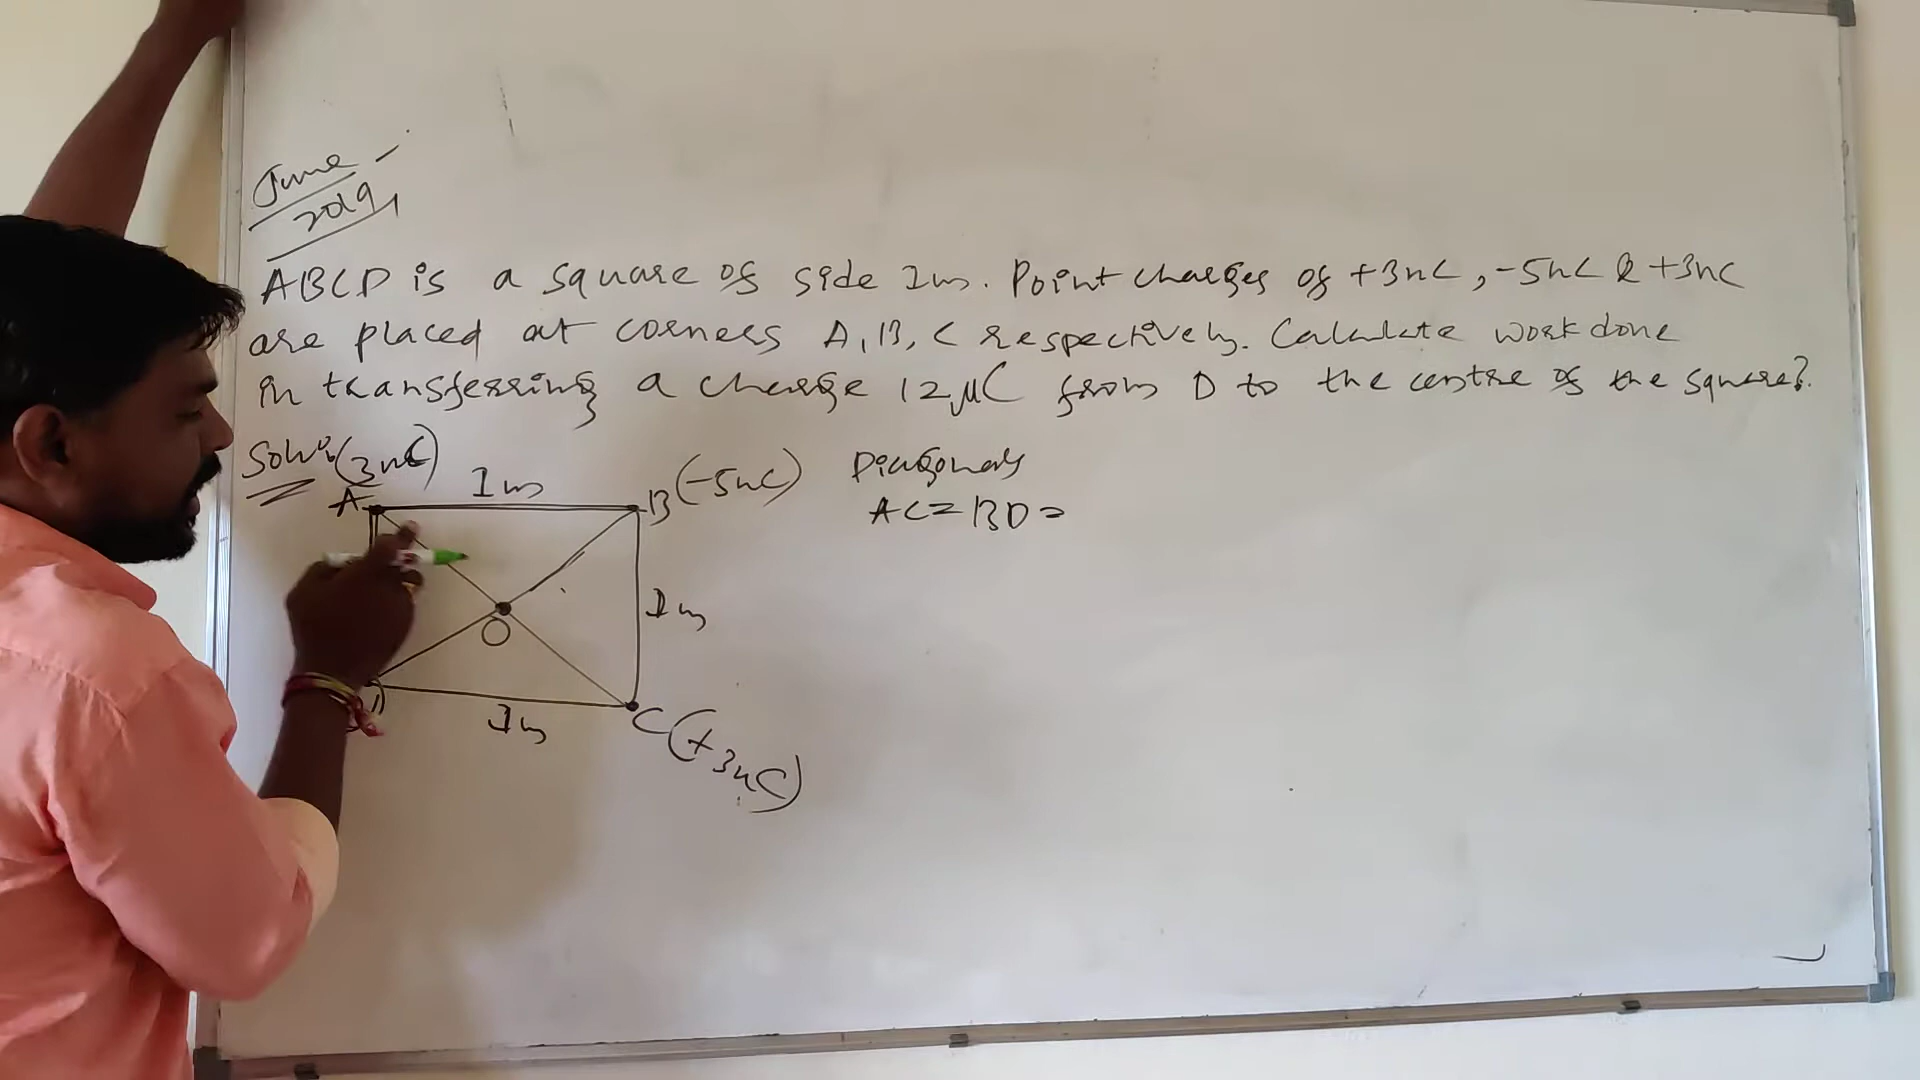 June
2019
ABCD is a square of side 1m. Point charges of +3nC, -5nC & +3nC
are placed at corners A, B, C respectively. Calculate work done
in transferring a charge 12 μC from D to the centre of the square?
Soln: (3nC)
A 1m B (-5nC)
1m
O
D 1m C (+3nC)
Diagonals
AC = BD =